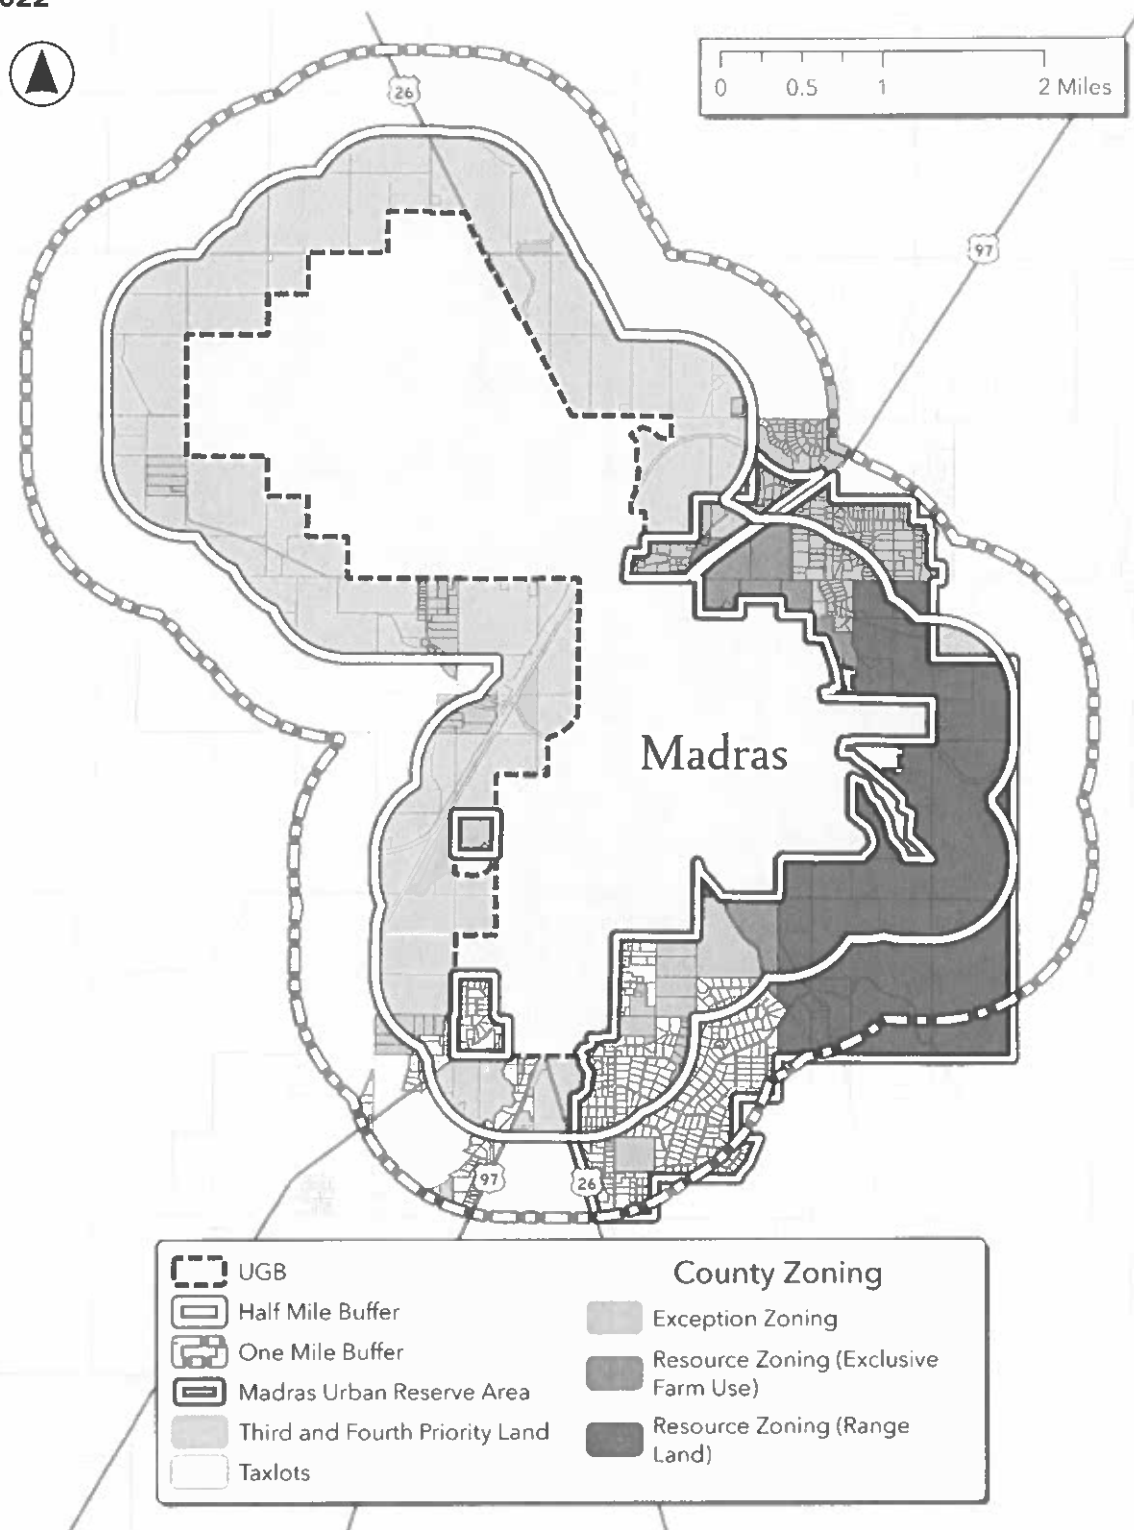 26
0 0.5 1 2 Miles
97
Madras
97
26
UGB
Half Mile Buffer
One Mile Buffer
Madras Urban Reserve Area
Third and Fourth Priority Land
Taxlots
County Zoning
Exception Zoning
Resource Zoning (Exclusive
Farm Use)
Resource Zoning (Range
Land)